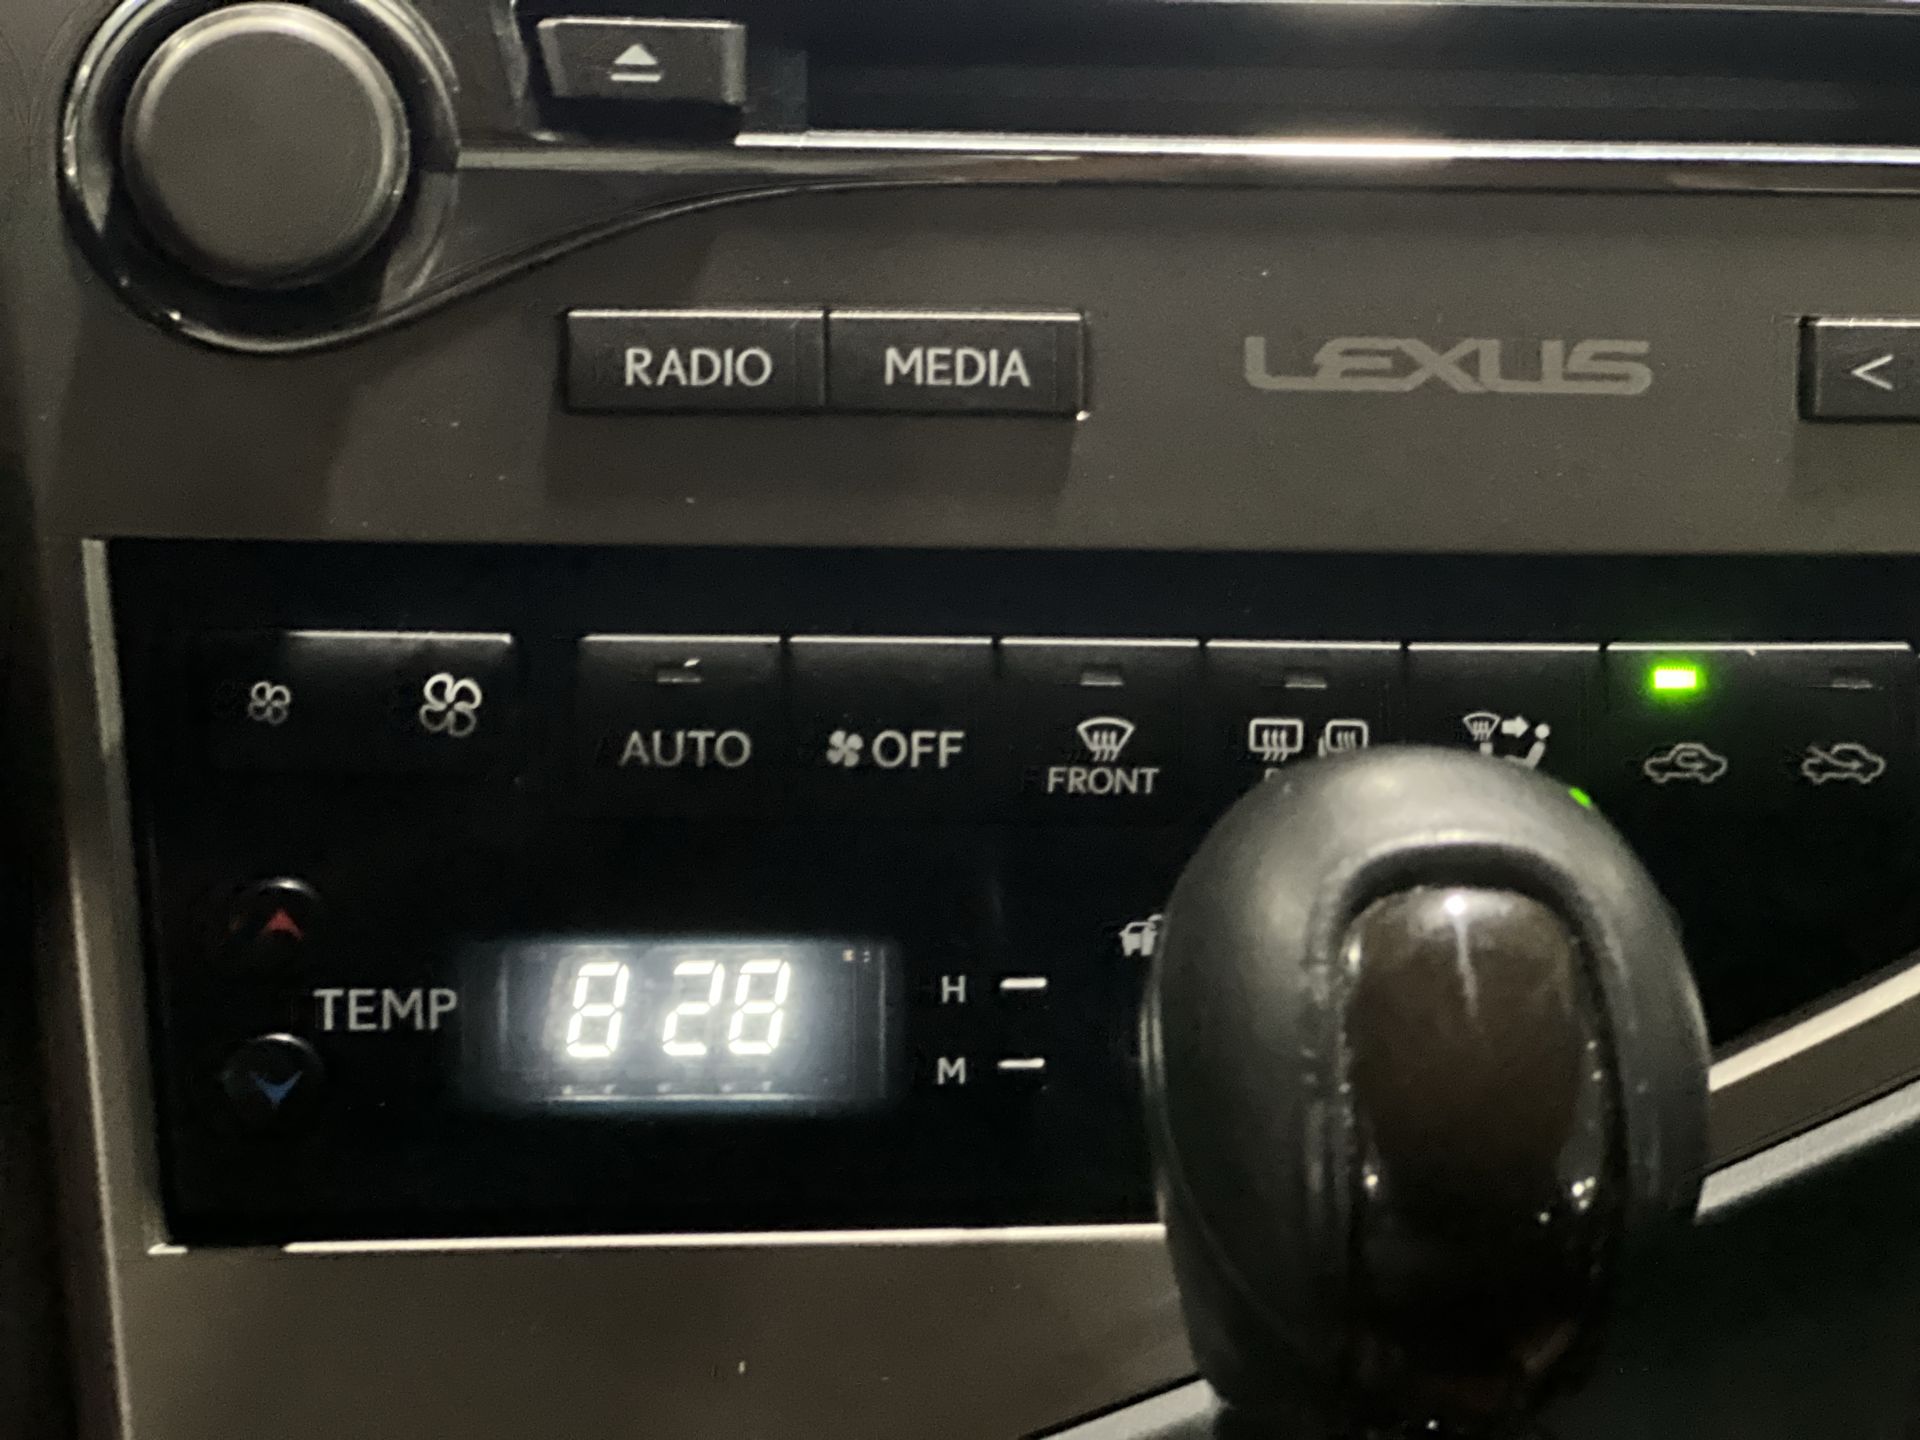 RADIO MEDIA LEXUS <
AUTO OFF
FRONT
TEMP 8 28 H
M